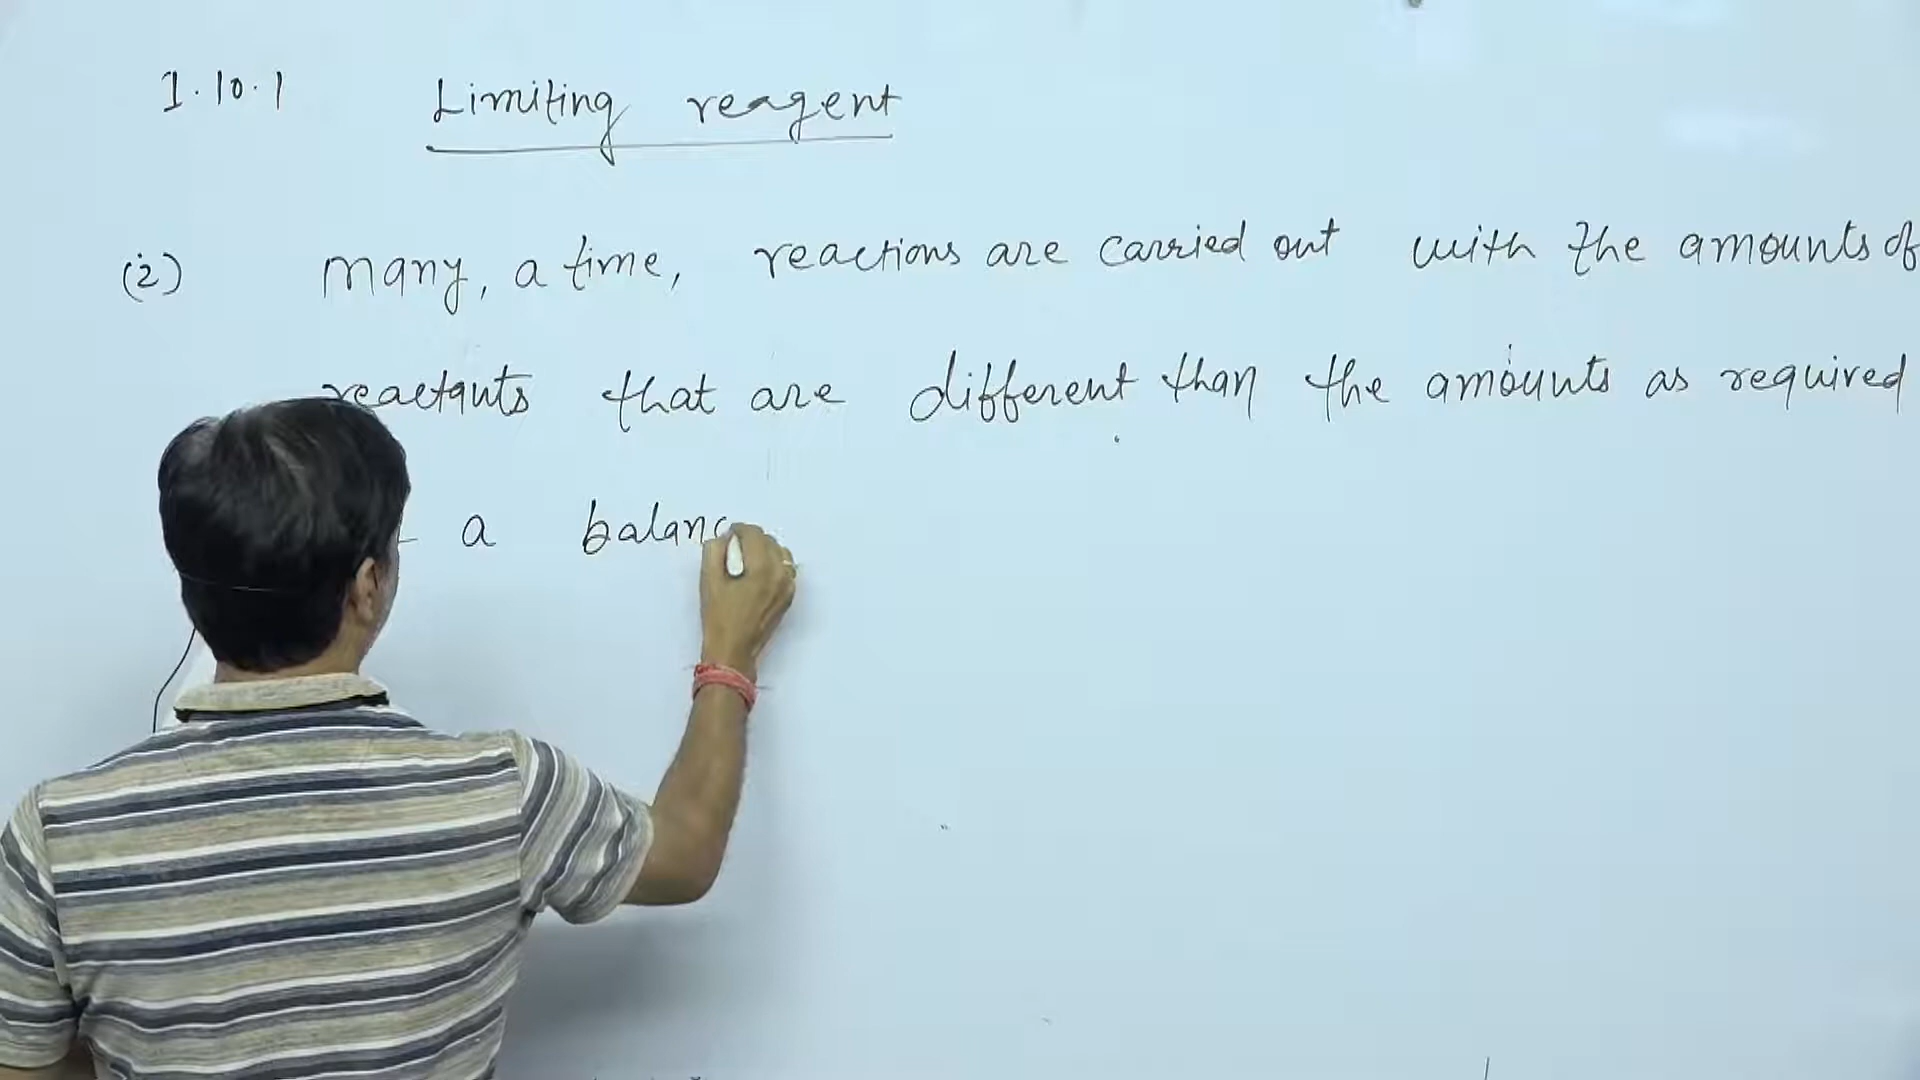 1.10.1 Limiting reagent
(i) Many, a time, reactions are carried out with the amounts of
reactants that are different than the amounts as required
a balanc